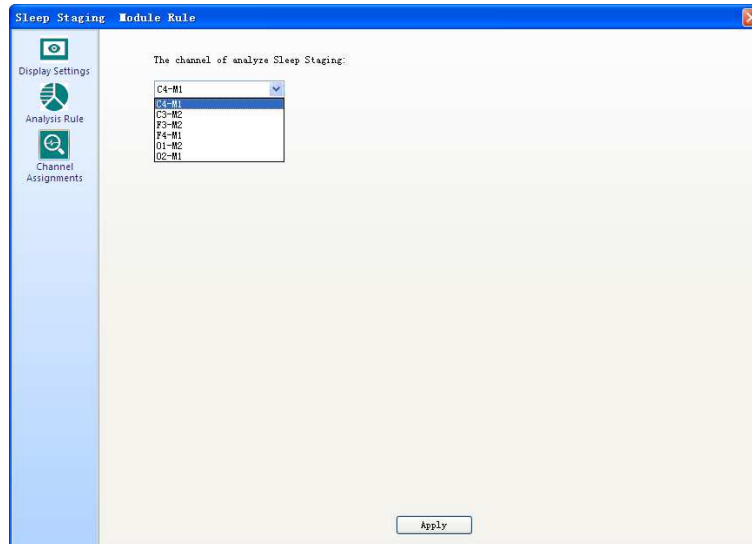 Sleep Staging Module Rule
Display Settings
Analysis Rule
Channel
Assignments
The channel of analyze Sleep Staging:
C4-M1
C4-M1
C3-M2
F3-M2
F4-M1
O1-M2
O2-M1
Apply